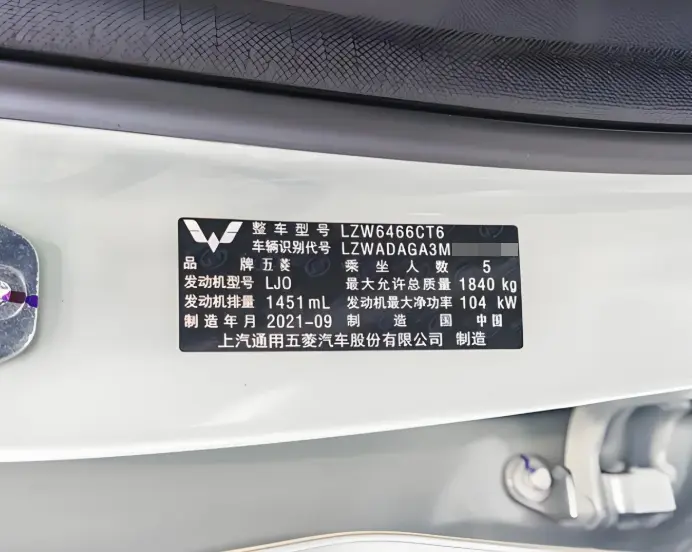 整车型号 LZW6466CT6
车辆识别代号 LZWADAGA3M
品牌 五菱 乘坐人数 5
发动机型号 LJO 最大允许总质量 1840 kg
发动机排量 1451 mL 发动机最大净功率 104 kW
制造年月 2021-09 制造国 中国
上汽通用五菱汽车股份有限公司 制造